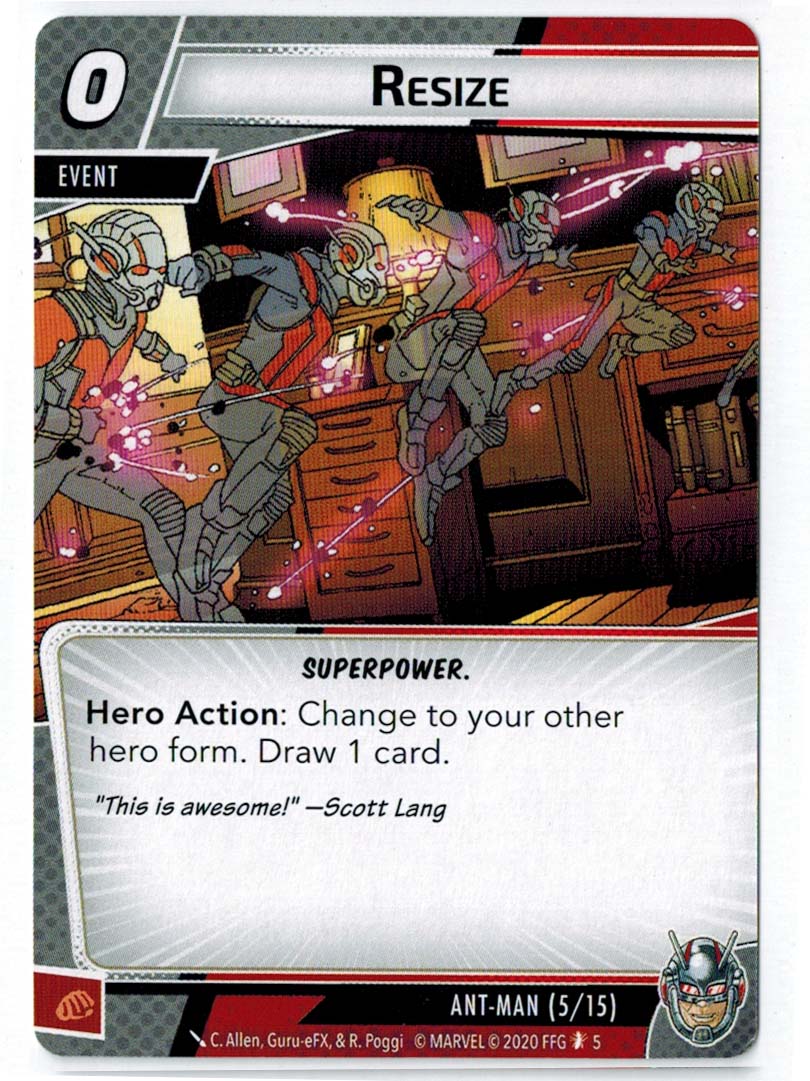 0
RESIZE
EVENT
SUPERPOWER.
Hero Action: Change to your other
hero form. Draw 1 card.
"This is awesome!" —Scott Lang
ANT-MAN (5/15)
C. Allen, Guru-eFX, & R. Poggi © MARVEL © 2020 FFG 5